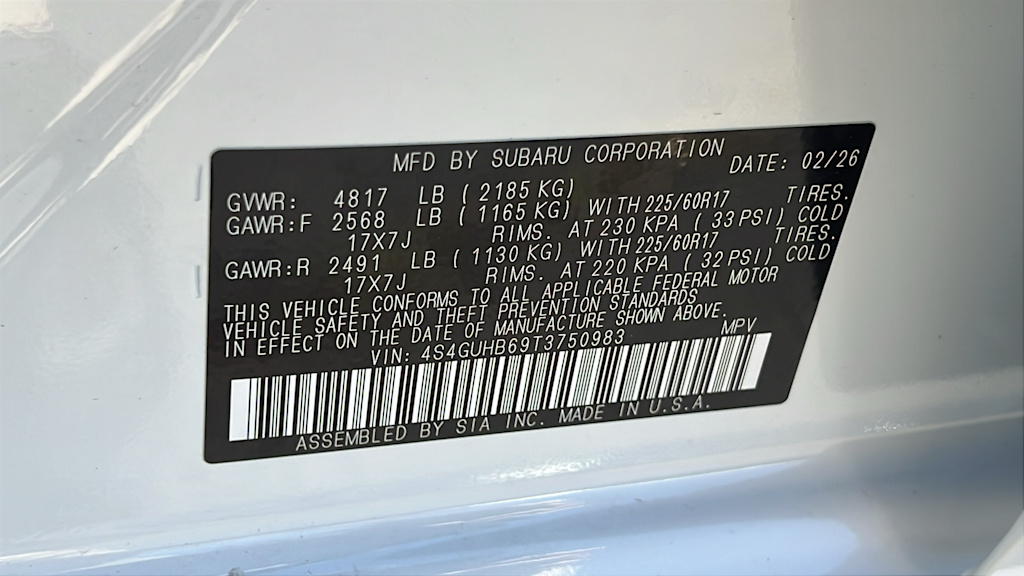 MFD BY SUBARU CORPORATION DATE: 02/26
GVWR: 4817 LB ( 2185 KG)
GAWR:F 2568 LB ( 1165 KG) WITH 225/60R17 TIRES.
17X7J RIMS. AT 230 KPA ( 33 PSI) COLD
GAWR:R 2491 LB ( 1130 KG) WITH 225/60R17 TIRES.
17X7J RIMS. AT 220 KPA ( 32 PSI) COLD
THIS VEHICLE CONFORMS TO ALL APPLICABLE FEDERAL MOTOR
VEHICLE SAFETY AND THEFT PREVENTION STANDARDS
IN EFFECT ON THE DATE OF MANUFACTURE SHOWN ABOVE.
VIN: 4S4GUHB69T3750983 MPV
ASSEMBLED BY SIA INC. MADE IN U.S.A.